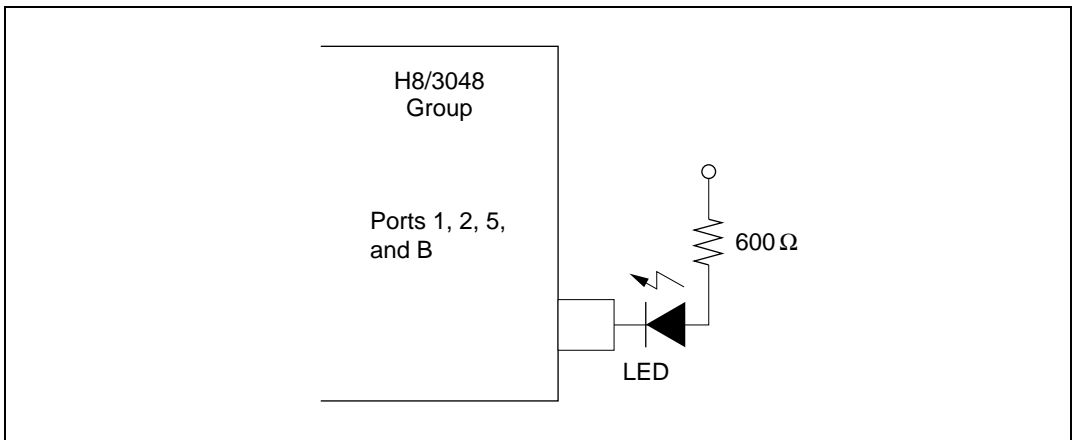 H8/3048
Group
Ports 1, 2, 5,
and B
600 Ω
LED